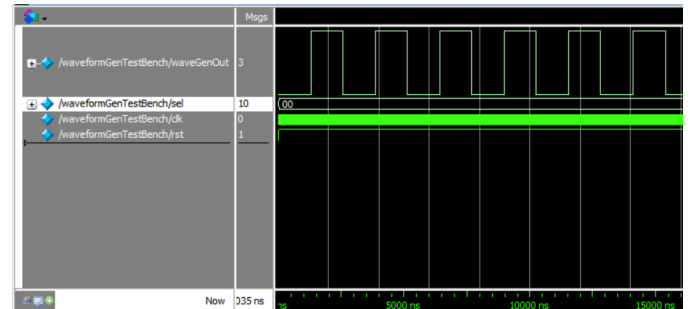 Msgs
/waveformGenTestBench/waveGenOut 3
/waveformGenTestBench/sel 10 00
/waveformGenTestBench/clk 0
/waveformGenTestBench/rst 1
Now 035 ns ns 5000 ns 10000 ns 15000 ns